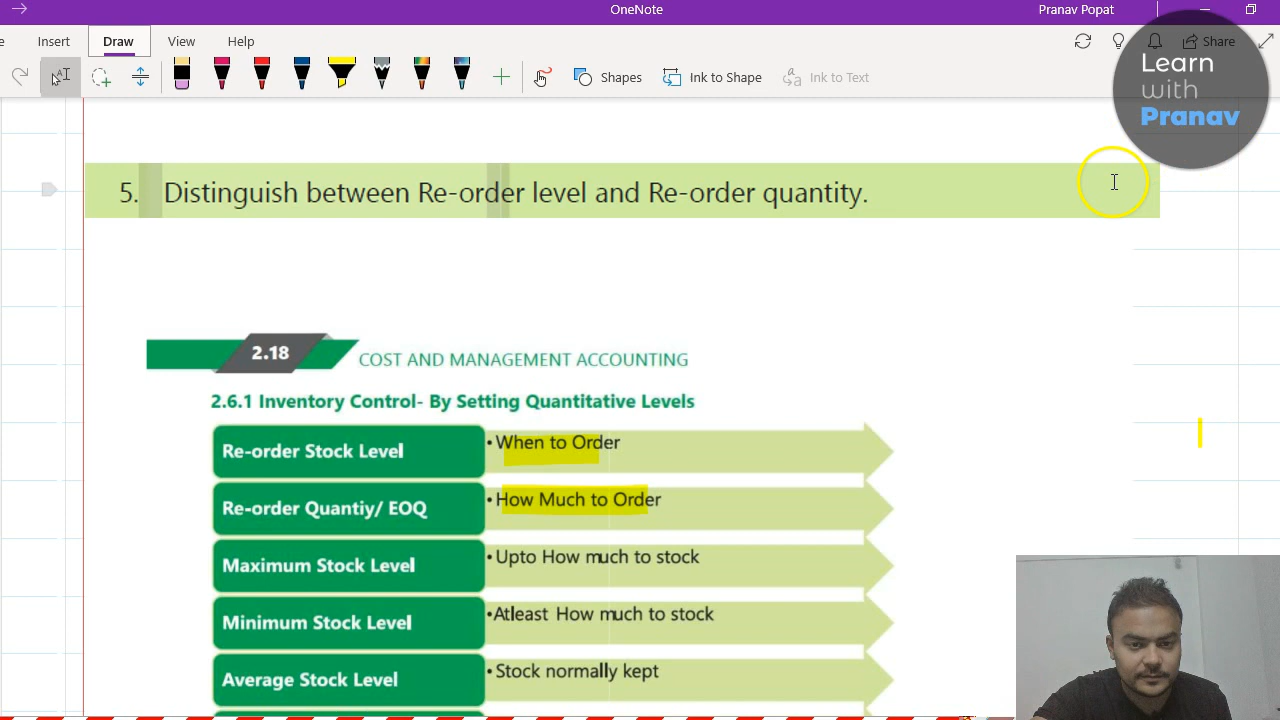 OneNote
Pranav Popat
Insert
Draw
View
Help
Share
Shapes
Ink to Shape
Ink to Text
Learn
with
Pranav
5. Distinguish between Re-order level and Re-order quantity.
2.18
COST AND MANAGEMENT ACCOUNTING
2.6.1 Inventory Control- By Setting Quantitative Levels
Re-order Stock Level
• When to Order
Re-order Quantiy/ EOQ
• How Much to Order
Maximum Stock Level
• Upto How much to stock
Minimum Stock Level
•Atleast How much to stock
Average Stock Level
• Stock normally kept